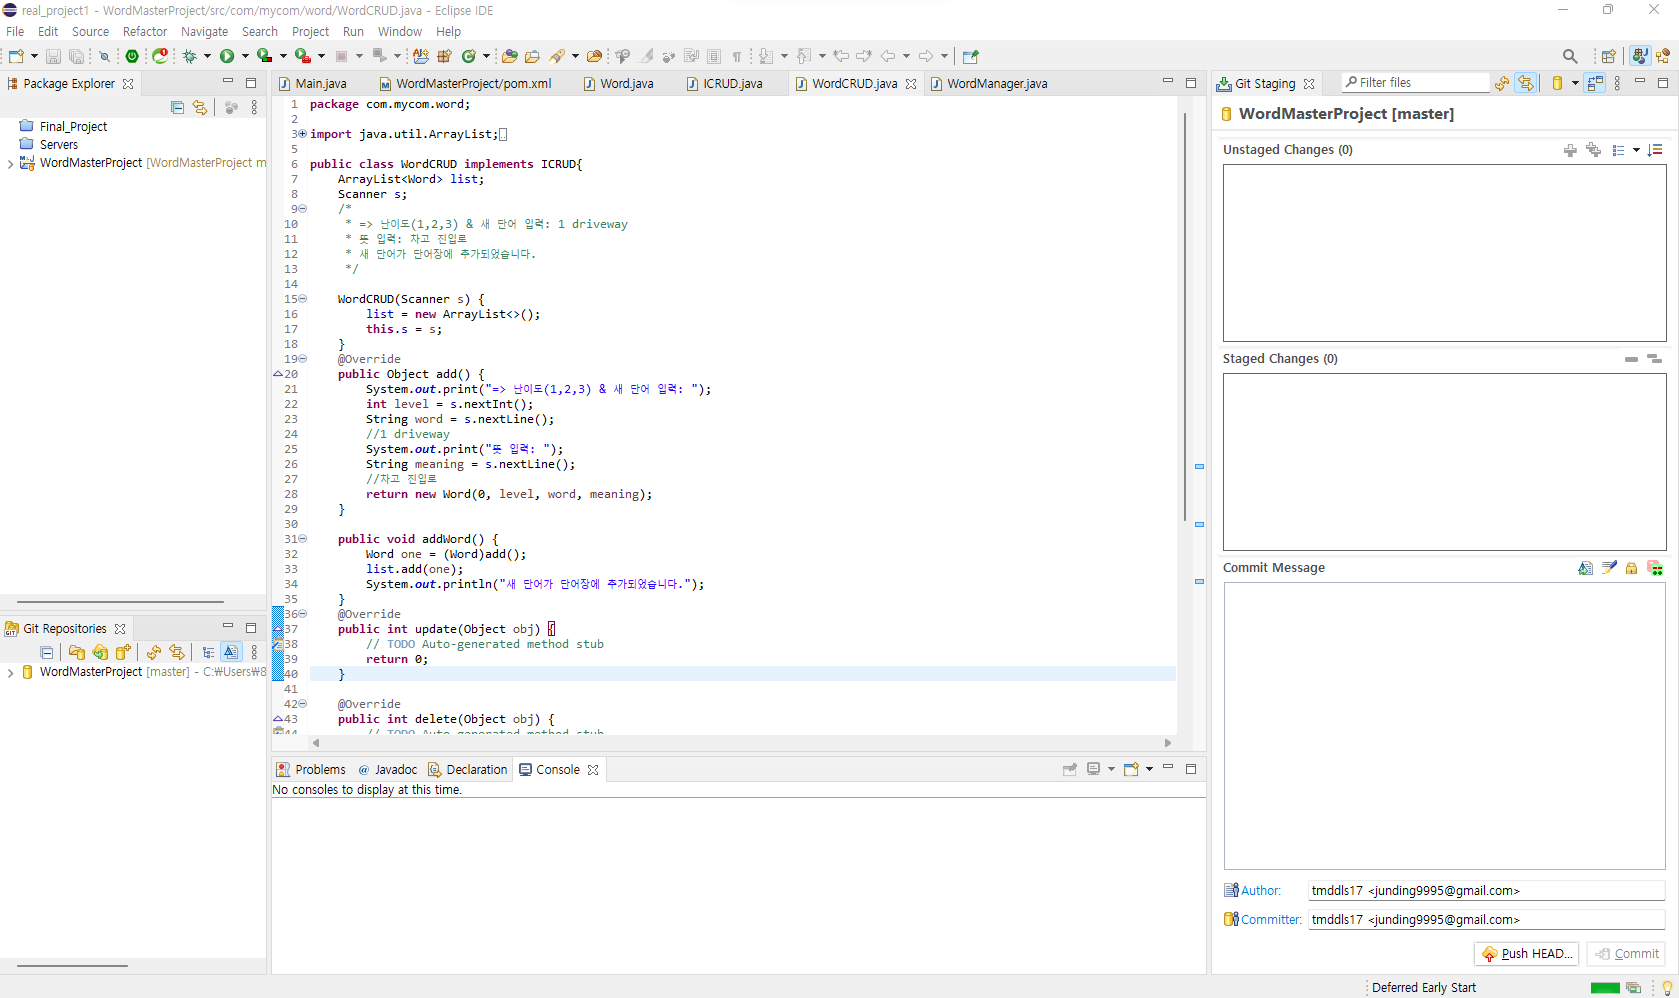 real_project1 - WordMasterProject/src/com/mycom/word/WordCRUD.java - Eclipse IDE
File Edit Source Refactor Navigate Search Project Run Window Help
Package Explorer
Final_Project
Servers
WordMasterProject [WordMasterProject m
Git Repositories
WordMasterProject [master] - C:₩Users₩8
Main.java WordMasterProject/pom.xml Word.java ICRUD.java WordCRUD.java WordManager.java
1 package com.mycom.word;
2
3 import java.util.ArrayList;
5
6 public class WordCRUD implements ICRUD{
7 ArrayList<Word> list;
8 Scanner s;
9 /*
10 * => 난이도(1,2,3) & 새 단어 입력: 1 driveway
11 * 뜻 입력: 차고 진입로
12 * 새 단어가 단어장에 추가되었습니다.
13 */
14
15 WordCRUD(Scanner s) {
16 list = new ArrayList<>();
17 this.s = s;
18 }
19 @Override
20 public Object add() {
21 System.out.print("=> 난이도(1,2,3) & 새 단어 입력: ");
22 int level = s.nextInt();
23 String word = s.nextLine();
24 //1 driveway
25 System.out.print("뜻 입력: ");
26 String meaning = s.nextLine();
27 //차고 진입로
28 return new Word(0, level, word, meaning);
29 }
30
31 public void addWord() {
32 Word one = (Word)add();
33 list.add(one);
34 System.out.println("새 단어가 단어장에 추가되었습니다.");
35 }
36 @Override
37 public int update(Object obj) {
38 // TODO Auto-generated method stub
39 return 0;
40 }
41
42 @Override
43 public int delete(Object obj) {
44 // TODO Auto-generated method stub
Problems @ Javadoc Declaration Console
No consoles to display at this time.
Git Staging
Filter files
WordMasterProject [master]
Unstaged Changes (0)
Staged Changes (0)
Commit Message
Author: tmddls17 <junding9995@gmail.com>
Committer: tmddls17 <junding9995@gmail.com>
Push HEAD... Commit
Deferred Early Start